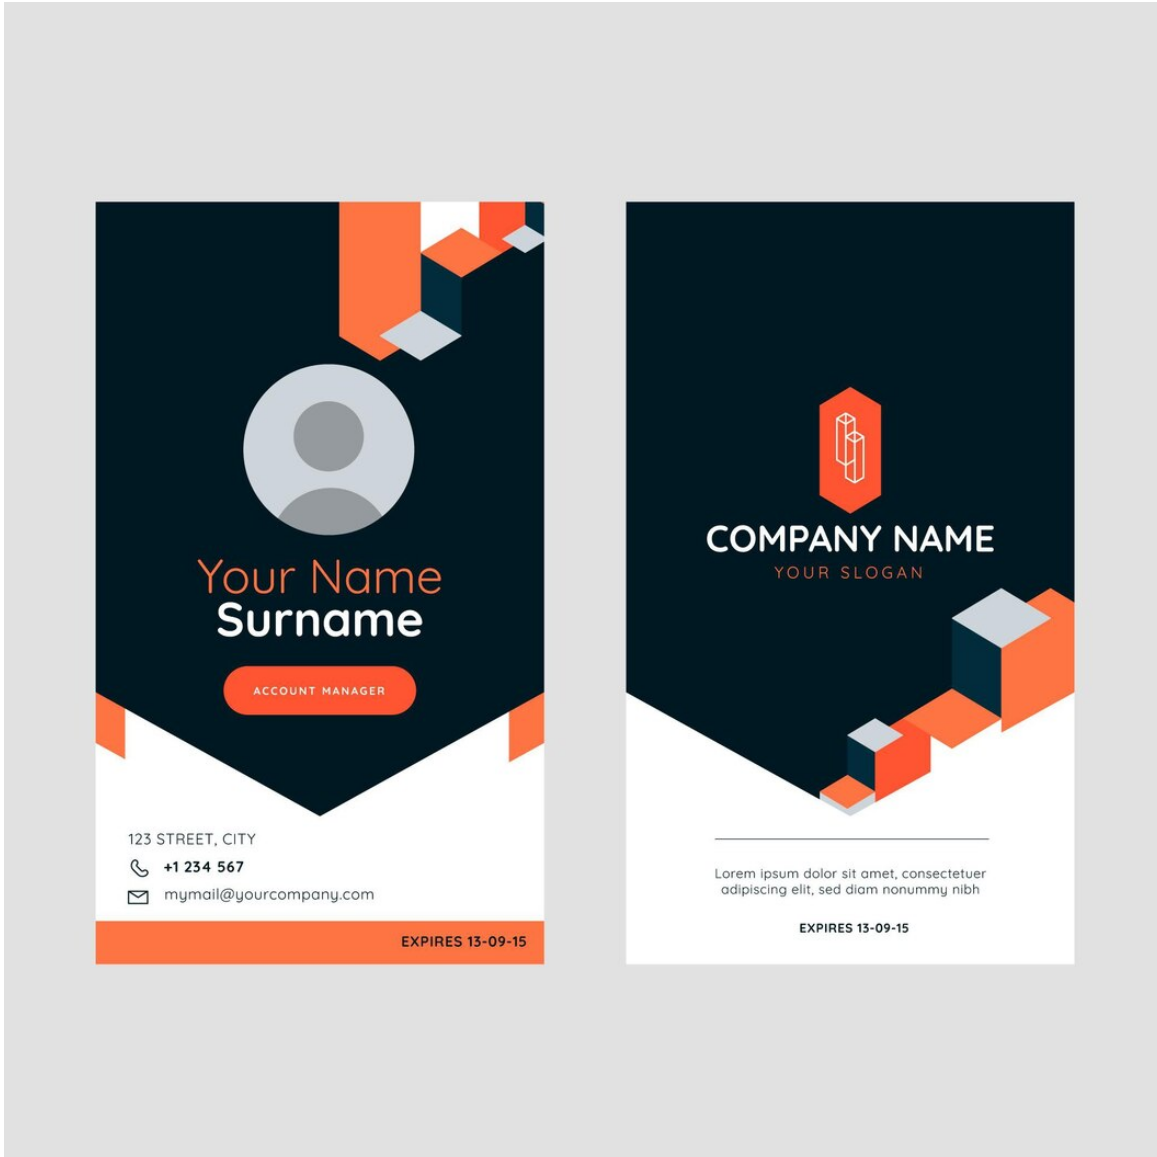 Your Name
Surname
ACCOUNT MANAGER
123 STREET, CITY
+1 234 567
mymail@yourcompany.com
EXPIRES 13-09-15
COMPANY NAME
YOUR SLOGAN
Lorem ipsum dolor sit amet, consectetuer
adipiscing elit, sed diam nonummy nibh
EXPIRES 13-09-15